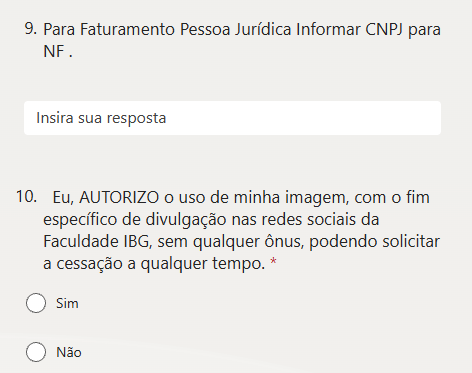 9. Para Faturamento Pessoa Jurídica Informar CNPJ para
NF .
Insira sua resposta
10. Eu, AUTORIZO o uso de minha imagem, com o fim
específico de divulgação nas redes sociais da
Faculdade IBG, sem qualquer ônus, podendo solicitar
a cessação a qualquer tempo. *
Sim
Não